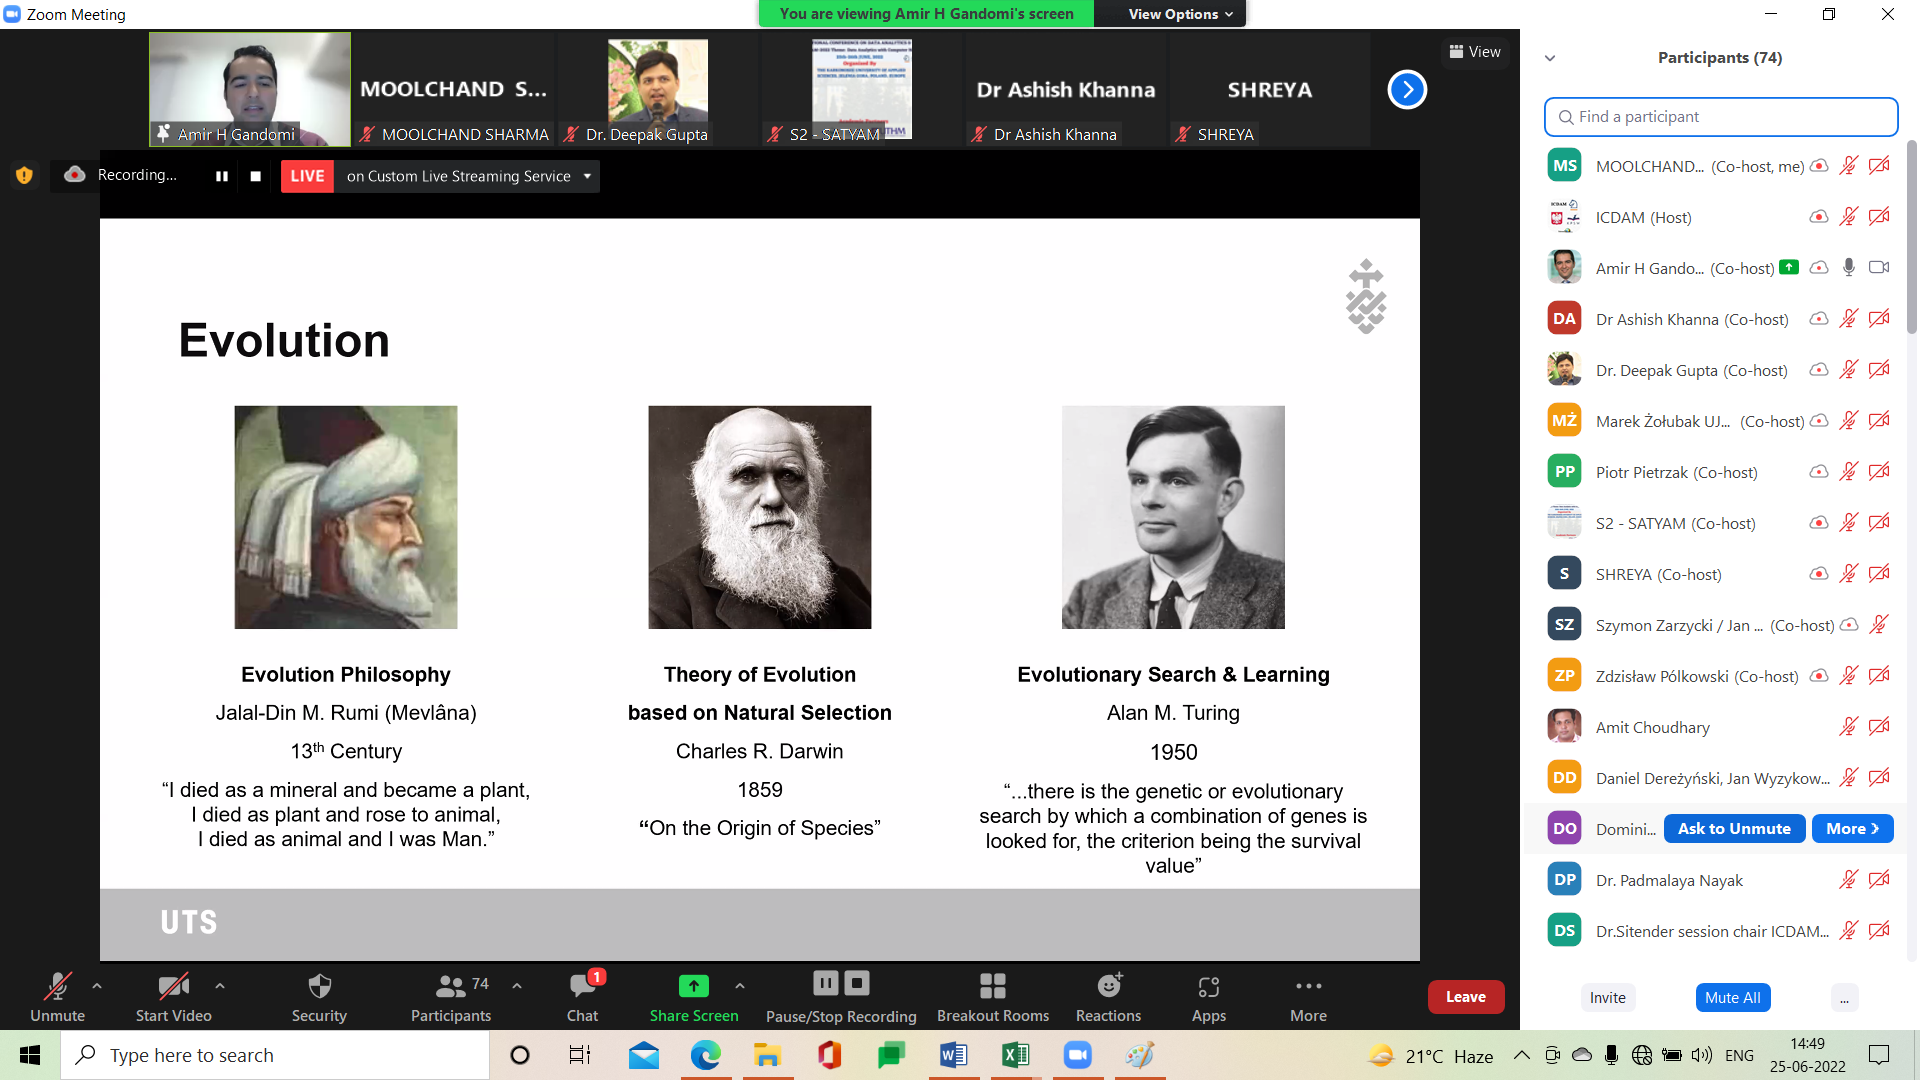 Zoom Meeting
You are viewing Amir H Gandomi's screen
View Options
View
MOOLCHAND S...
Dr Ashish Khanna
SHREYA
Amir H Gandomi
MOOLCHAND SHARMA
Dr. Deepak Gupta
S2 - SATYAM
Dr Ashish Khanna
SHREYA
Recording...
LIVE
on Custom Live Streaming Service
Evolution
Evolution Philosophy
Jalal-Din M. Rumi (Mevlâna)
13th Century
“I died as a mineral and became a plant,
I died as plant and rose to animal,
I died as animal and I was Man.”
Theory of Evolution
based on Natural Selection
Charles R. Darwin
1859
“On the Origin of Species”
Evolutionary Search & Learning
Alan M. Turing
1950
“...there is the genetic or evolutionary
search by which a combination of genes is
looked for, the criterion being the survival
value”
UTS
Participants (74)
Find a participant
MS MOOLCHAND... (Co-host, me)
ICDAM (Host)
Amir H Gando... (Co-host)
DA Dr Ashish Khanna (Co-host)
Dr. Deepak Gupta (Co-host)
MŻ Marek Żołubak UJ... (Co-host)
PP Piotr Pietrzak (Co-host)
S2 - SATYAM (Co-host)
S SHREYA (Co-host)
SZ Szymon Zarzycki / Jan ... (Co-host)
ZP Zdzisław Pólkowski (Co-host)
Amit Choudhary
DD Daniel Dereżyński, Jan Wyzykow...
DO Domini... Ask to Unmute More
DP Dr. Padmalaya Nayak
DS Dr.Sitender session chair ICDAM...
Invite
Mute All
...
Unmute
Start Video
Security
74
Participants
1
Chat
Share Screen
Pause/Stop Recording
Breakout Rooms
Reactions
Apps
More
Leave
Type here to search
21°C Haze
ENG
14:49
25-06-2022